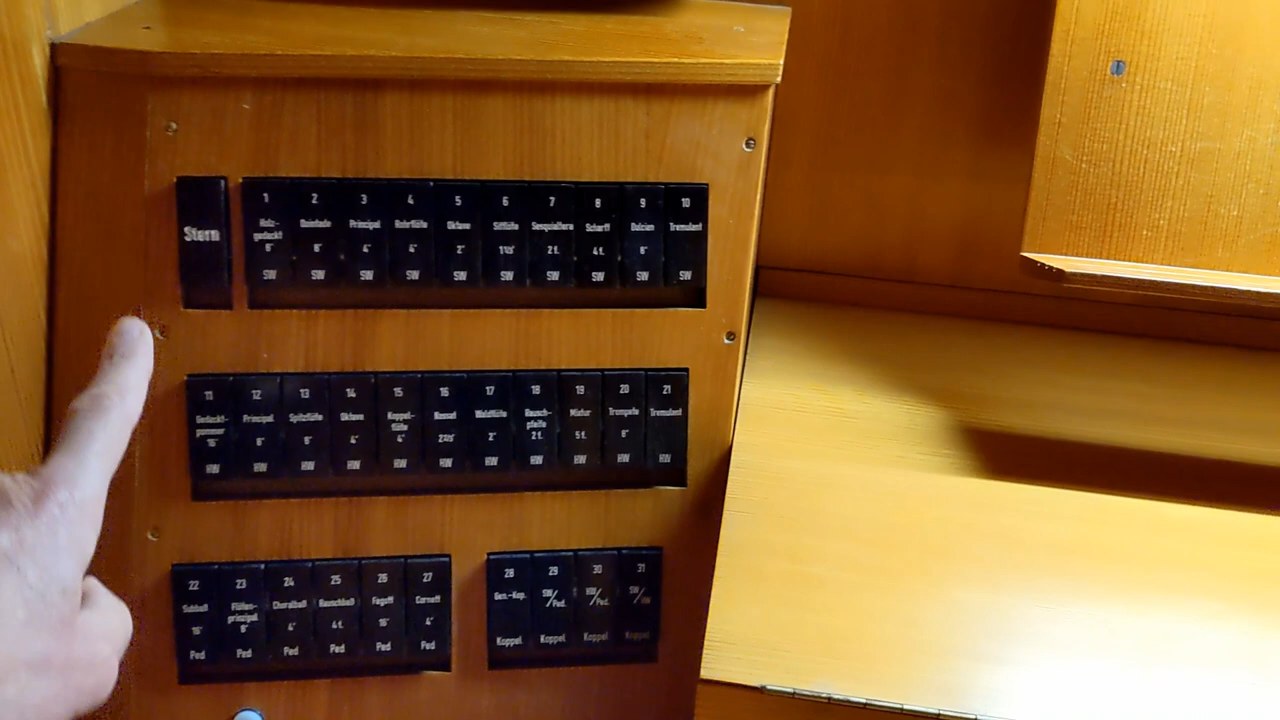 Stern
1 2 3 4 5 6 7 8 9 10
Holz- Quintade Principal Rohrflöte Oktave Sifflöte Sesquialtera Scharff Dulcian Tremulant
gedeckt
8' 8' 4' 4' 2' 1 1/3' 2 f. 4 f. 8'
SW SW SW SW SW SW SW SW SW SW
11 12 13 14 15 16 17 18 19 20 21
Gedeckt- Principal Spitzflöte Oktave Koppel- Nasat Waldflöte Rausch- Mixtur Trompete Tremulant
pommer flöte pfeife
16' 8' 8' 4' 4' 2 2/3' 2' 2 f. 5 f. 8'
HW HW HW HW HW HW HW HW HW HW HW
22 23 24 25 26 27
Subbaß Flöten- Choralbaß Rauschbaß Fagott Cornett
principal
16' 8' 4' 4 f. 16' 4'
Ped Ped Ped Ped Ped Ped
28 29 30 31
Gen.-Kop. SW/Ped. HW/Ped. SW/HW
Koppel Koppel Koppel Koppel